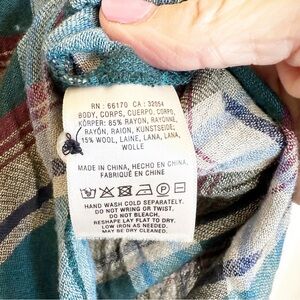 RN : 66170 CA : 32054
BODY, CORPS, CUERPO, CORPO,
KÖRPER: 85% RAYON, RAYONNE,
RAYÓN, RAION, KUNSTSEIDE;
15% WOOL, LAINE, LANA, LANA,
WOLLE
MADE IN CHINA, HECHO EN CHINA,
FABRIQUE EN CHINE
HAND WASH COLD SEPARATELY.
DO NOT WRING OR TWIST.
DO NOT BLEACH.
RESHAPE LAY FLAT TO DRY.
LOW IRON AS NEEDED.
MAY BE DRY CLEANED.